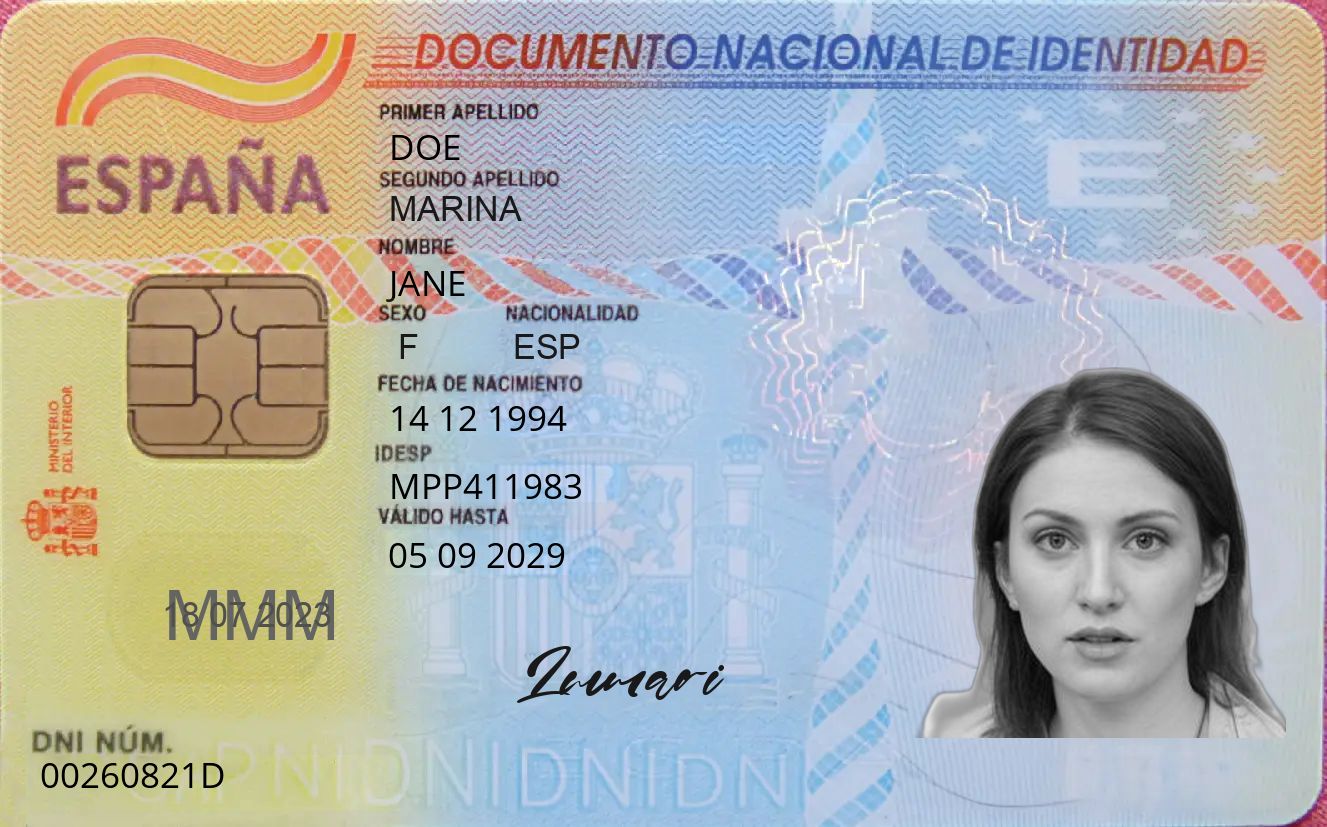 DOCUMENTO NACIONAL DE IDENTIDAD
ESPAÑA
PRIMER APELLIDO
DOE
SEGUNDO APELLIDO
MARINA
NOMBRE
JANE
SEXO NACIONALIDAD
F ESP
FECHA DE NACIMIENTO
14 12 1994
IDESP
MPP411983
VÁLIDO HASTA
05 09 2029
MINISTERIO
DEL INTERIOR
E
MMM
18 07 2023
DNI NÚM.
00260821D